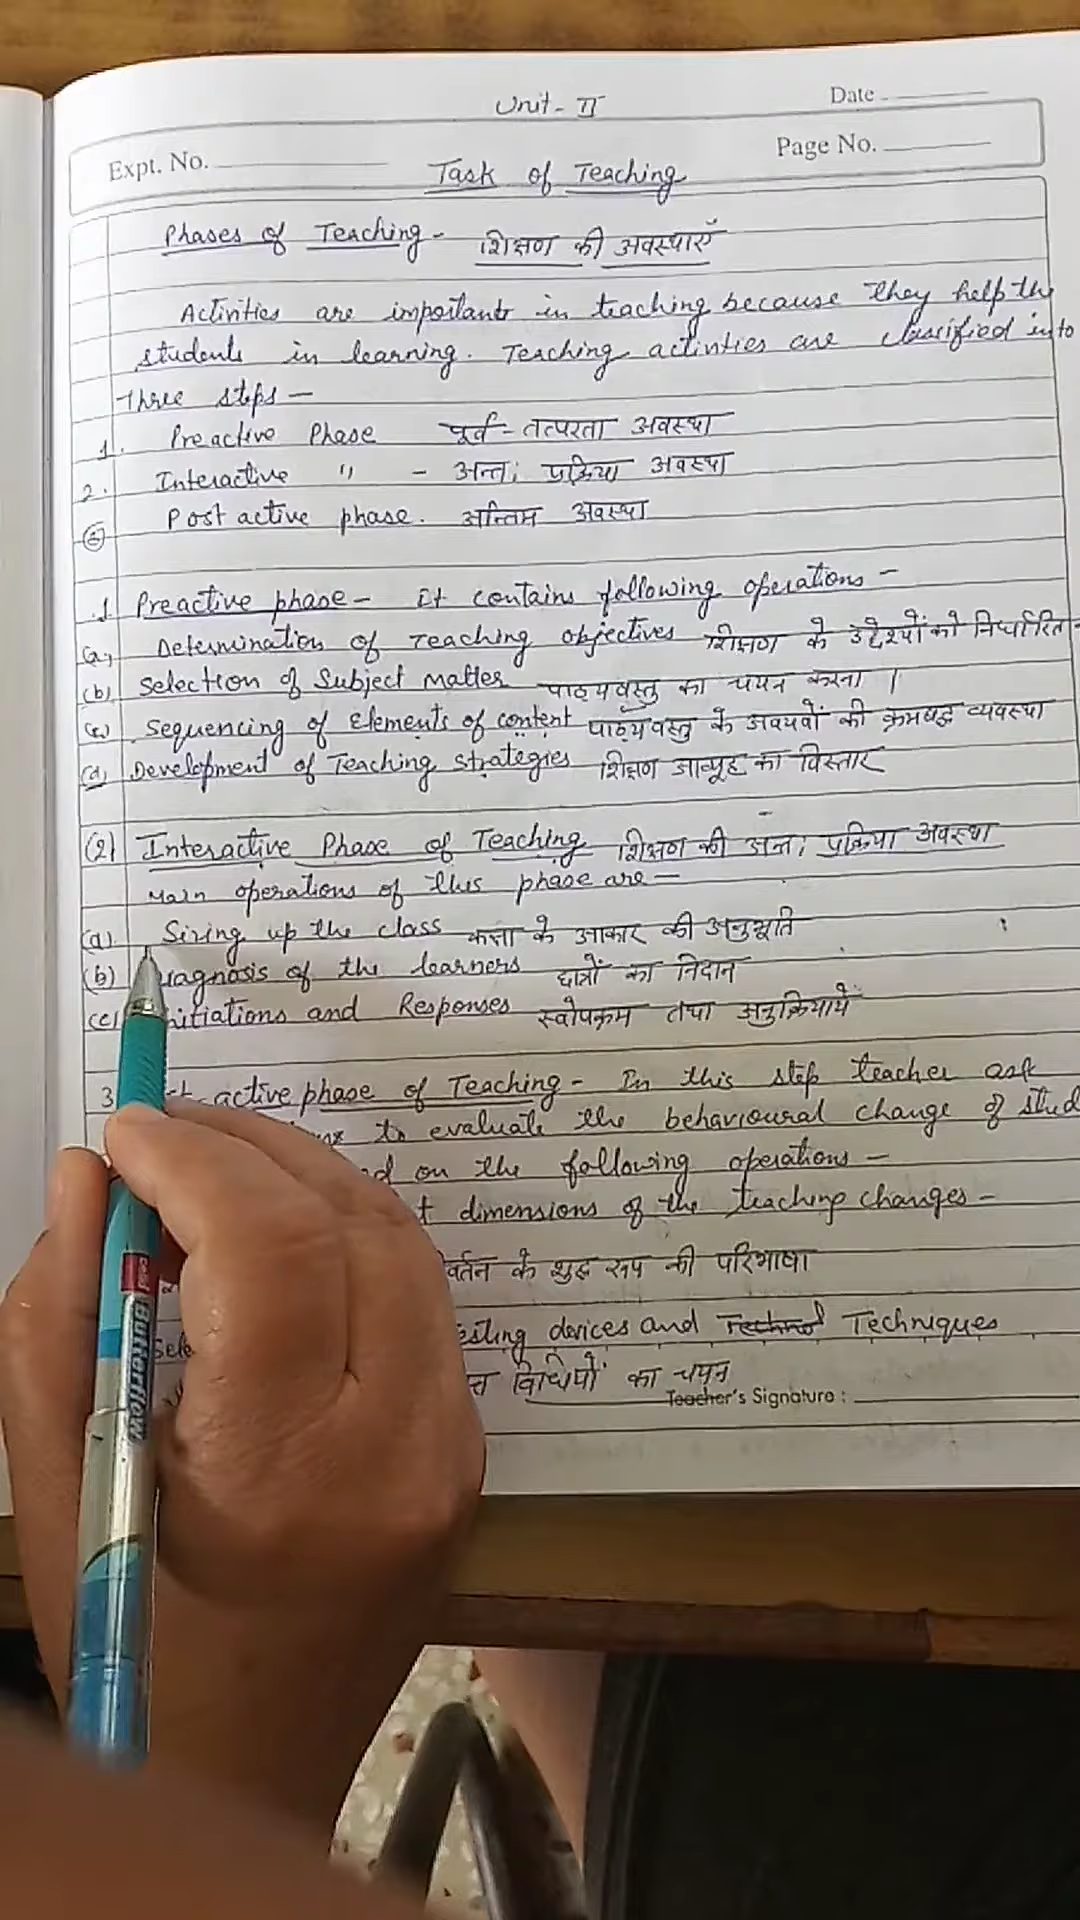 Unit - II
Date
Expt. No.
Page No.
Task of Teaching
Phases of Teaching - शिक्षण की अवस्थाएँ
Activities are important in teaching because they help the
students in learning. Teaching activities are classified into
three steps —
1. Preactive Phase पूर्व - तत्परता अवस्था
2. Interactive " - अन्त: प्रक्रिया अवस्था
③ Post active phase. अन्तिम अवस्था
1. Preactive phase - It contains following operations -
(a) Determination of Teaching objectives शिक्षण के उद्देश्यों को निर्धारित
(b) Selection of Subject Matter पाठ्यवस्तु का चयन करना ।
(c) Sequencing of Elements of content पाठ्यवस्तु के अवयवों की क्रमबद्ध व्यवस्था
(d) Development of Teaching Strategies शिक्षण का विस्तार
(2) Interactive Phase of Teaching शिक्षण की अन्त: प्रक्रिया अवस्था
Main operations of this phase are —
(a) Sizing up the class कक्षा के आकार की अनुभूति
(b) iagnosis of the learners छात्रों का निदान
(c) nitiations and Responses स्वोपक्रम तथा अनुक्रियायें
3 active phase of Teaching - In this step teacher ask
to evaluate the behavioural change of stud
on the following operations —
dimensions of the teaching changes —
के शुद्ध रूप की परिभाषा
Sele esting devices and Techniques
विधियों का चयन
Teacher's Signature :
Butterflow